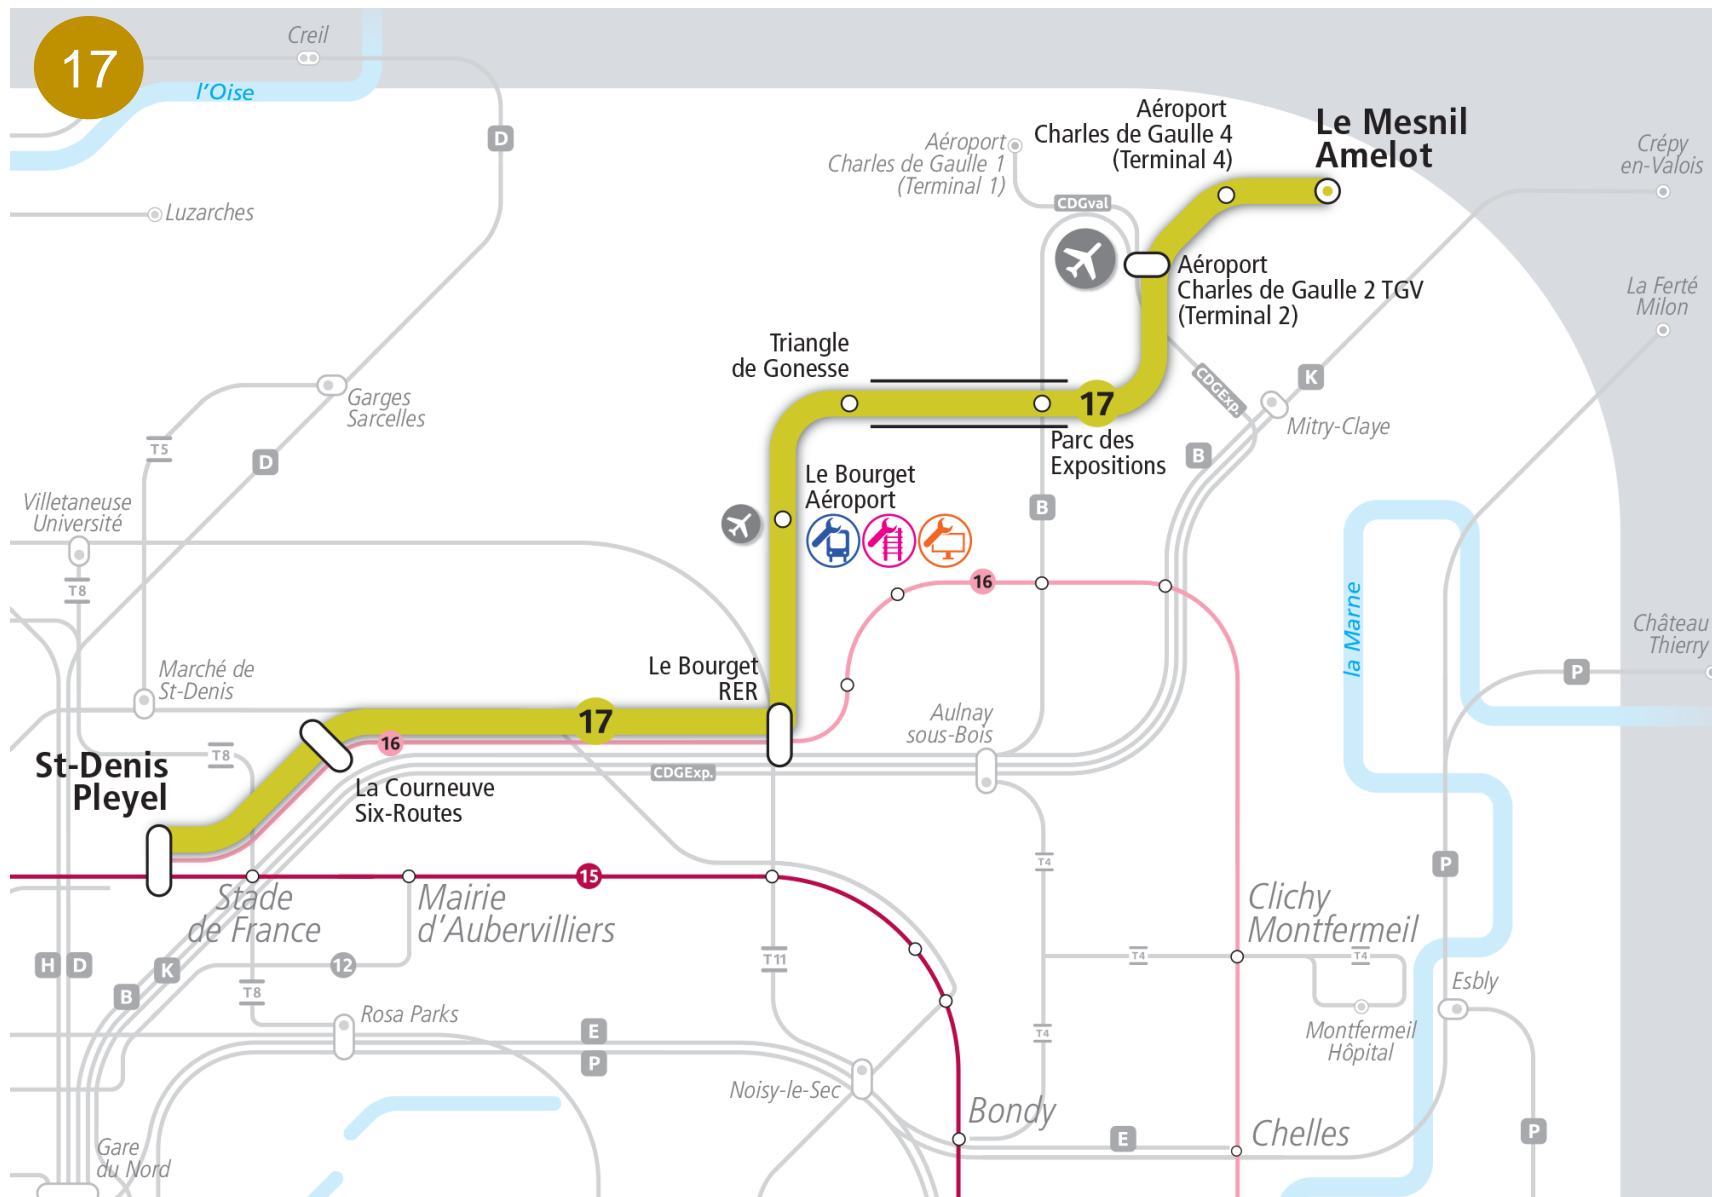 17
Creil
l'Oise
D
Luzarches
Aéroport
Charles de Gaulle 1
(Terminal 1)
CDGval
Aéroport
Charles de Gaulle 4
(Terminal 4)
Le Mesnil
Amelot
Crépy
en-Valois
Aéroport
Charles de Gaulle 2 TGV
(Terminal 2)
La Ferté
Milon
Triangle
de Gonesse
17
Parc des
Expositions
CDGExp.
K
Mitry-Claye
B
Garges
Sarcelles
T5
D
Villetaneuse
Université
T8
Le Bourget
Aéroport
B
16
la Marne
Château
Thierry
P
Marché de
St-Denis
T8
Le Bourget
RER
17
16
Aulnay
sous-Bois
CDGExp.
St-Denis
Pleyel
La Courneuve
Six-Routes
T4
P
15
Stade
de France
Mairie
d'Aubervilliers
Clichy
Montfermeil
H
D
K
B
12
T8
T11
T4
T4
Esbly
Rosa Parks
E
P
T4
Montfermeil
Hôpital
Noisy-le-Sec
Bondy
E
Chelles
P
Gare
du Nord